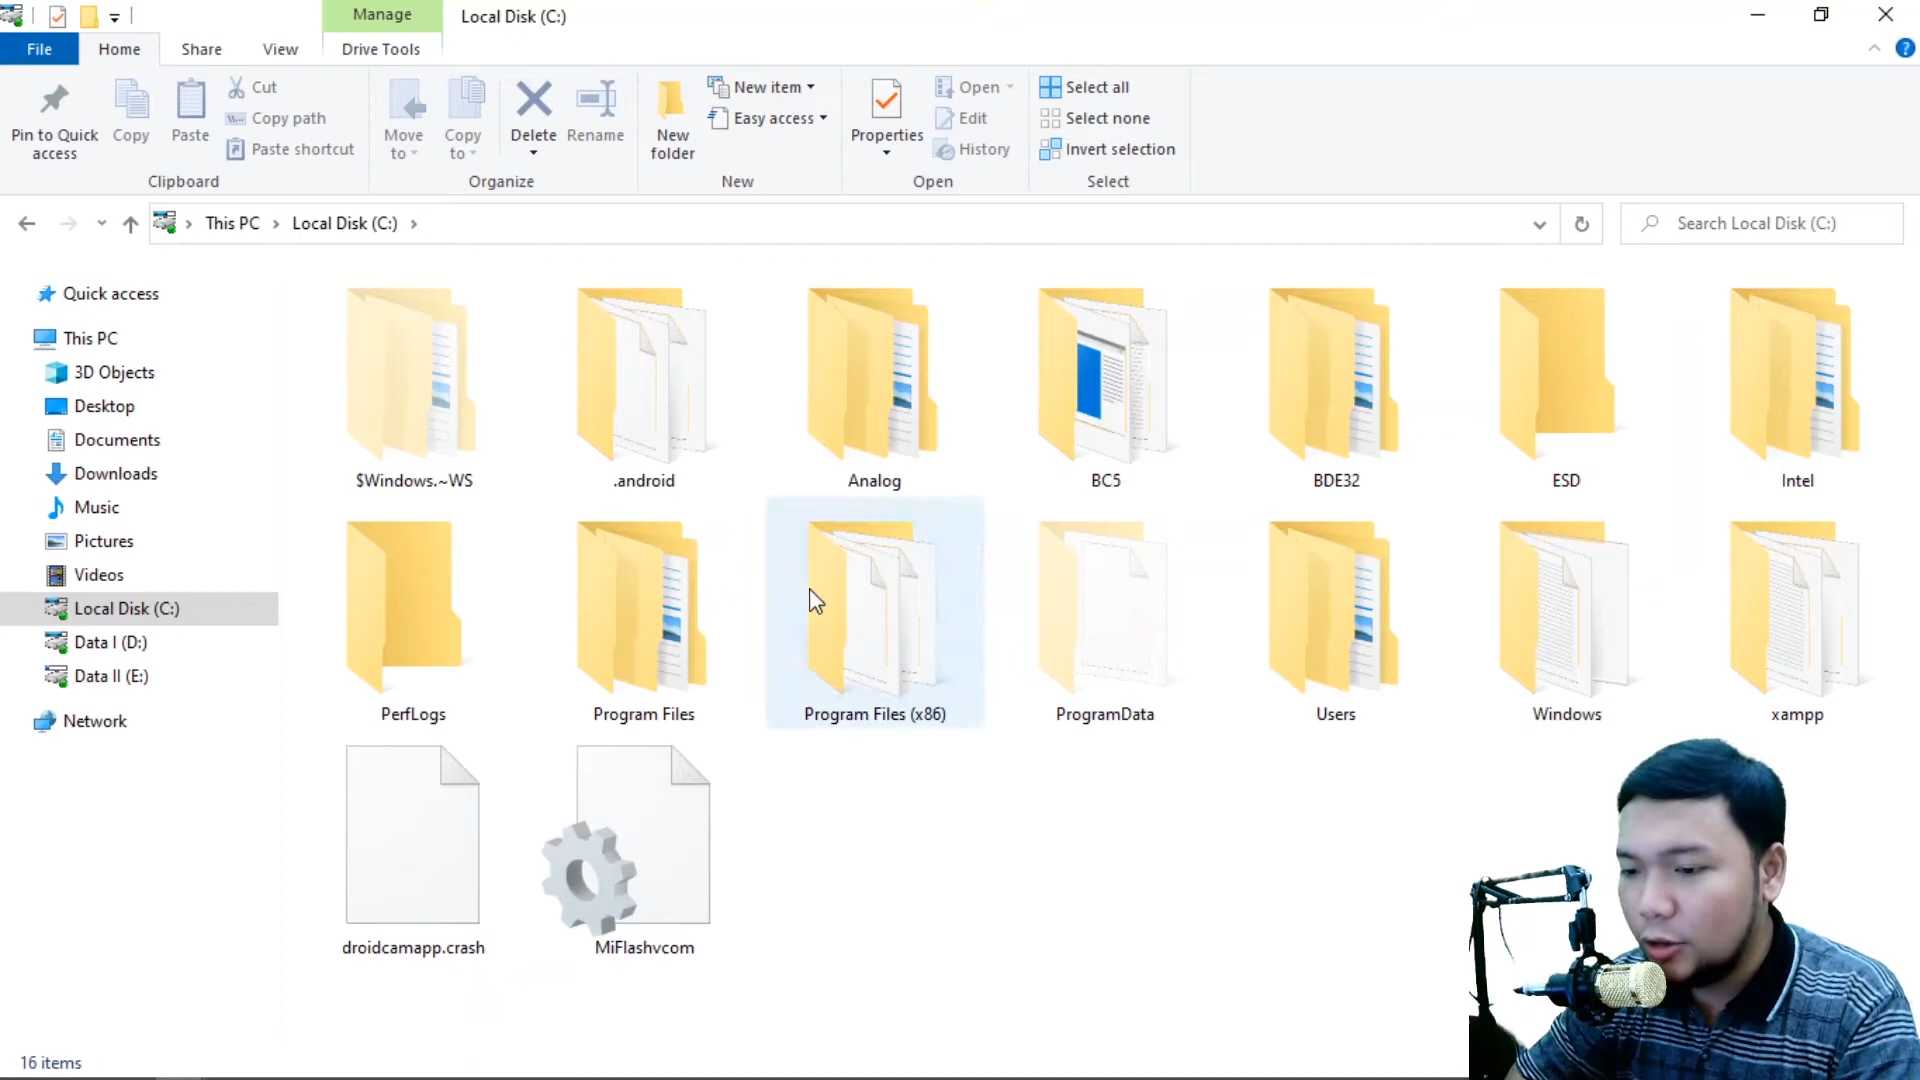 Manage
Local Disk (C:)
File
Home
Share
View
Drive Tools
Pin to Quick
access
Copy
Paste
Cut
Copy path
Paste shortcut
Clipboard
Move
to
Copy
to
Delete
Rename
Organize
New
folder
New item
Easy access
New
Properties
Open
Edit
History
Open
Select all
Select none
Invert selection
Select
This PC
Local Disk (C:)
Search Local Disk (C:)
Quick access
This PC
3D Objects
Desktop
Documents
Downloads
Music
Pictures
Videos
Local Disk (C:)
Data I (D:)
Data II (E:)
Network
$Windows.~WS
.android
Analog
BC5
BDE32
ESD
Intel
PerfLogs
Program Files
Program Files (x86)
ProgramData
Users
Windows
xampp
droidcamapp.crash
MiFlashvcom
16 items